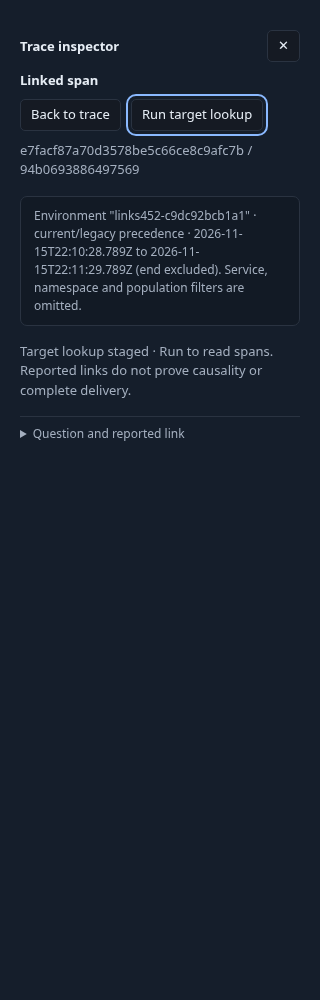 Trace inspector
✕
Linked span
Back to trace
Run target lookup
e7facf87a70d3578be5c66ce8c9afc7b /
94b0693886497569
Environment "links452-c9dc92bcb1a1" ·
current/legacy precedence · 2026-11-
15T22:10:28.789Z to 2026-11-
15T22:11:29.789Z (end excluded). Service,
namespace and population filters are
omitted.
Target lookup staged · Run to read spans.
Reported links do not prove causality or
complete delivery.
Question and reported link